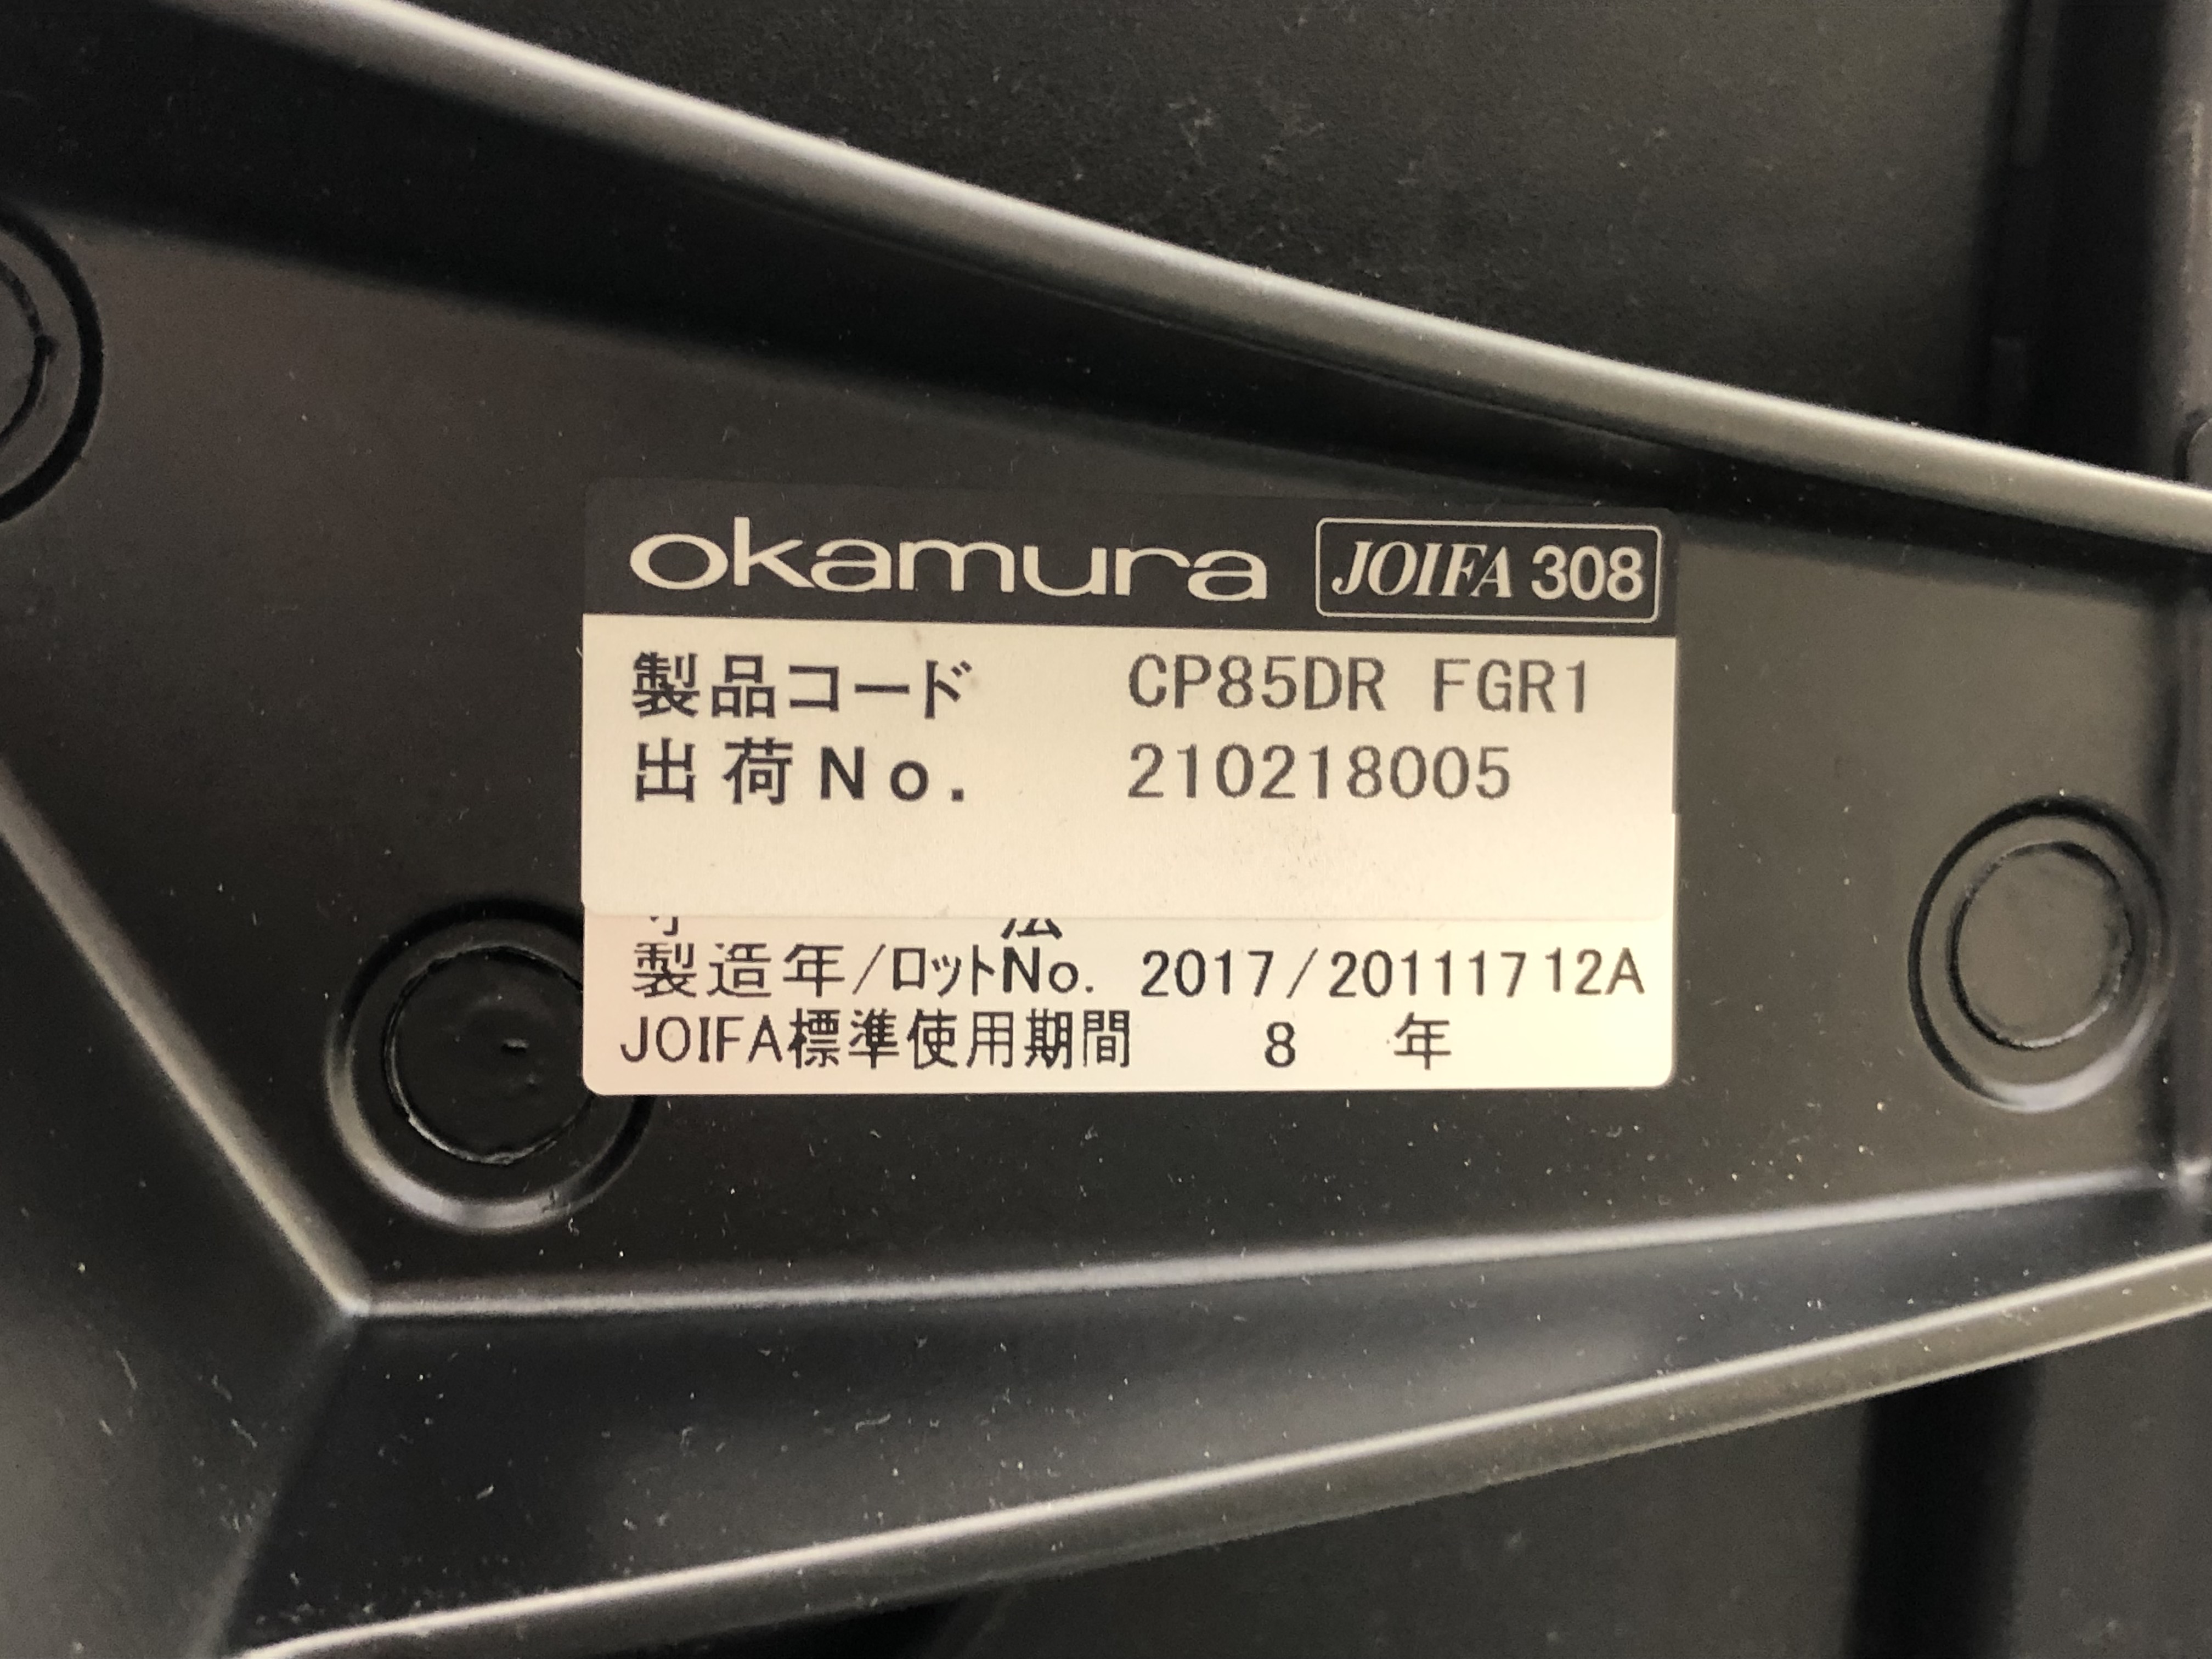 okamura JOIFA 308
製品コード CP85DR FGR1
出荷No. 210218005
製造年/ロットNo. 2017/20111712A
JOIFA標準使用期間 8 年